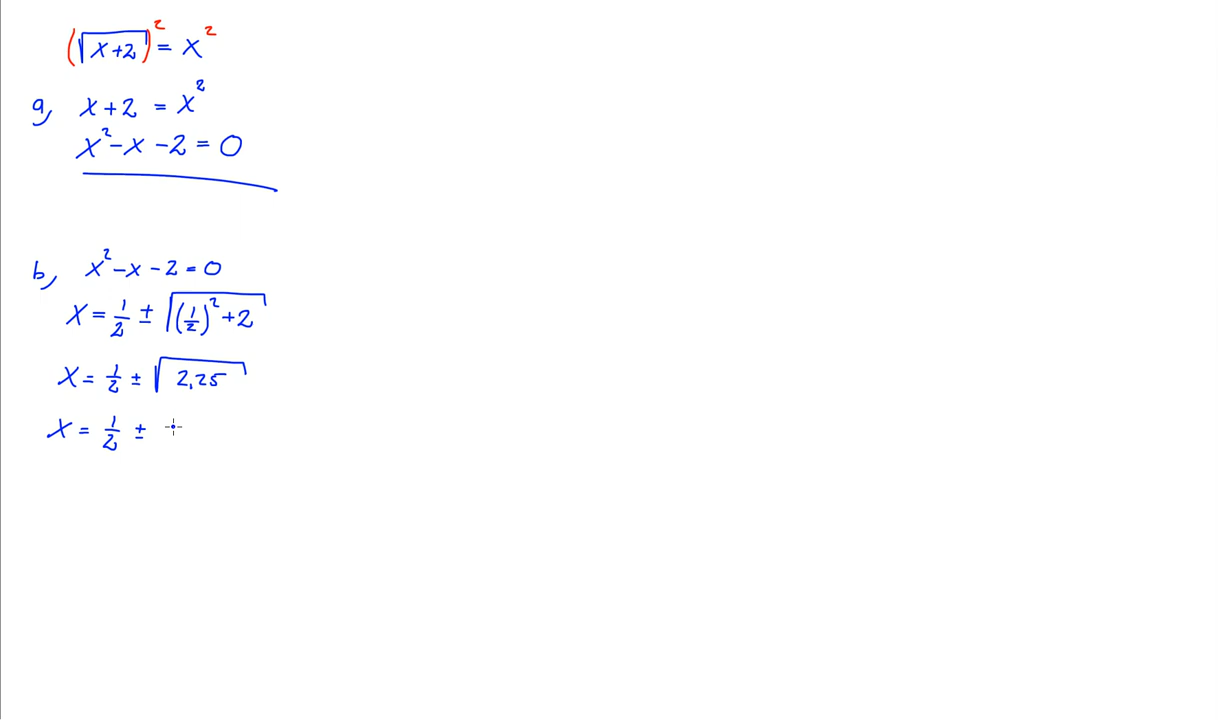 (√(x+2))² = x²
a, x+2 = x²
x² - x - 2 = 0
b, x² - x - 2 = 0
x = 1/2 ± √((1/2)² + 2)
x = 1/2 ± √(2,25)
x = 1/2 ±